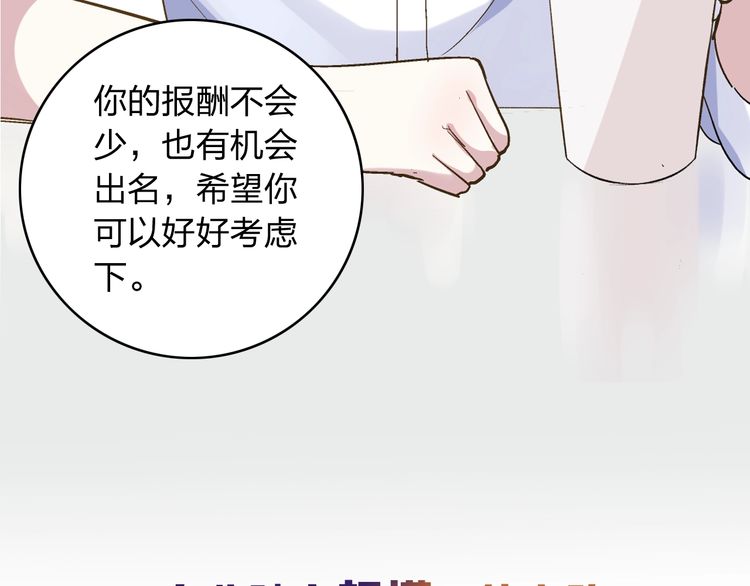 你的报酬不会
少，也有机会
出名，希望你
可以好好考虑
下。